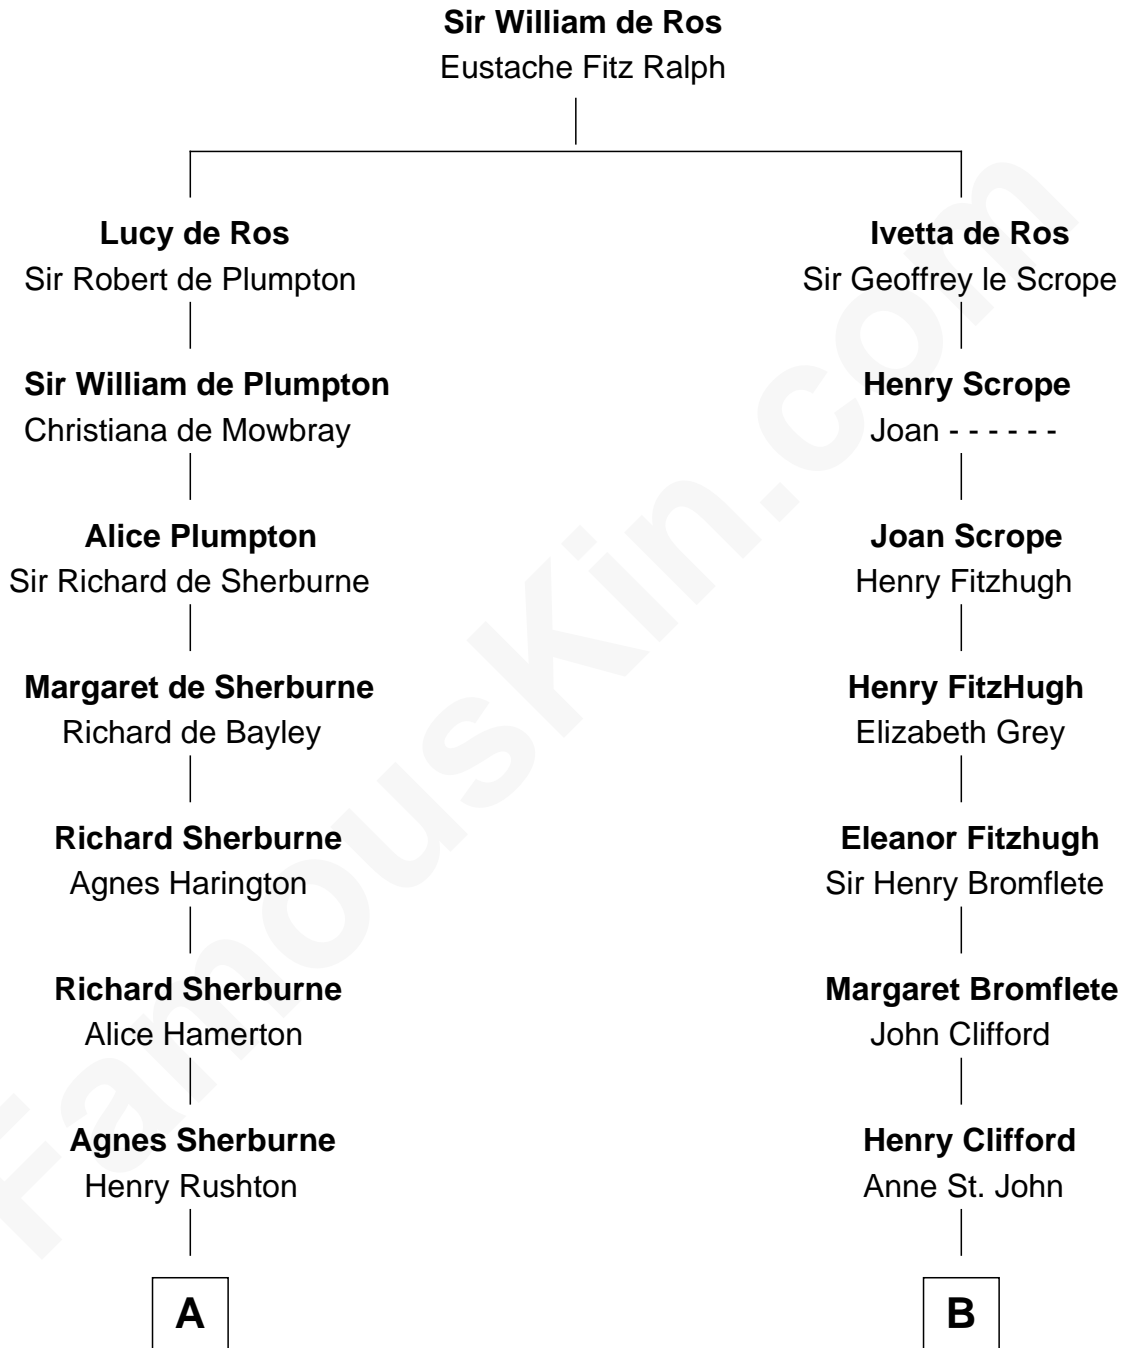 Sir William de Ros
Eustache Fitz Ralph
Lucy de Ros
Sir Robert de Plumpton
Ivetta de Ros
Sir Geoffrey le Scrope
Sir William de Plumpton
Christiana de Mowbray
Henry Scrope
Joan - - - - - -
Alice Plumpton
Sir Richard de Sherburne
Joan Scrope
Henry Fitzhugh
Margaret de Sherburne
Richard de Bayley
Henry FitzHugh
Elizabeth Grey
Richard Sherburne
Agnes Harington
Eleanor Fitzhugh
Sir Henry Bromflete
Richard Sherburne
Alice Hamerton
Margaret Bromflete
John Clifford
Agnes Sherburne
Henry Rushton
Henry Clifford
Anne St. John
A
B
FamousKin.com